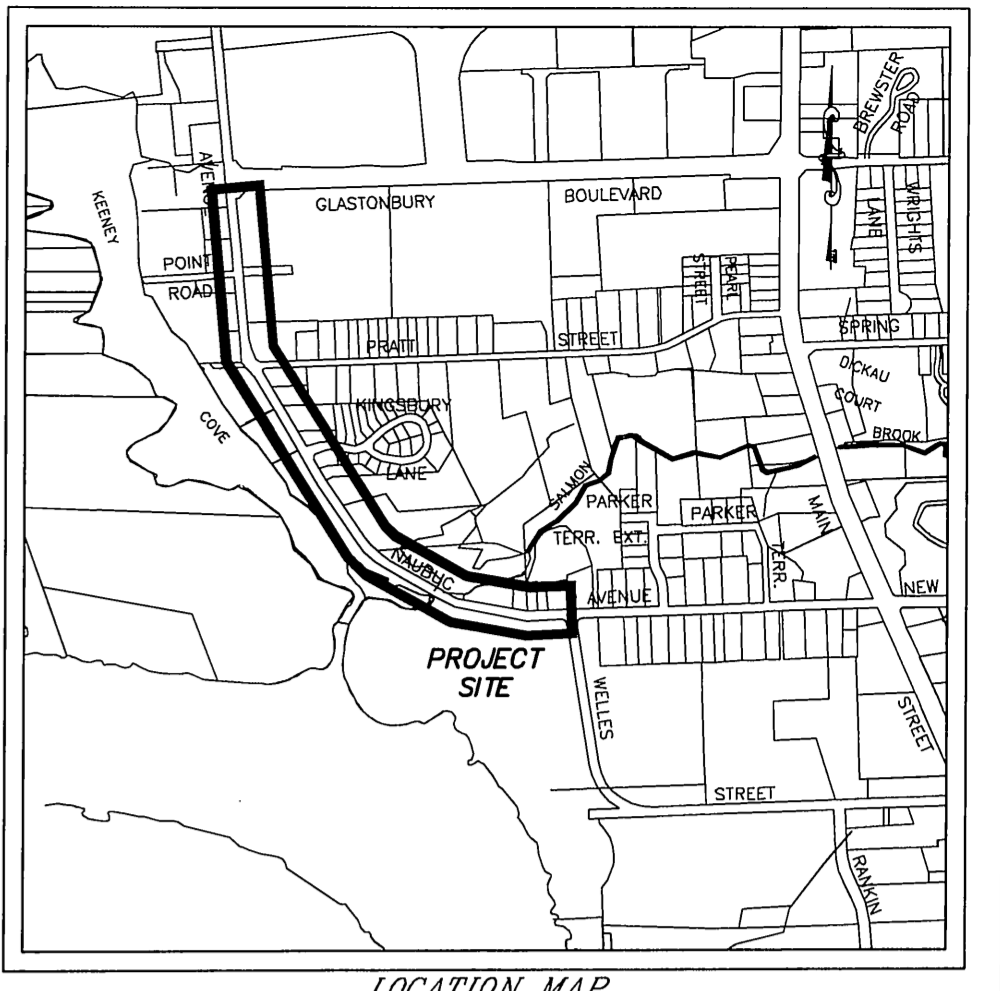 BREWSTER
ROAD
AVENUE
KEENEY
GLASTONBURY
BOULEVARD
LANE
WRIGHTS
POINT
ROAD
STREET
PEARL
PRATT
STREET
SPRING
DICKAU
COURT
KINGSBURY
LANE
COVE
BROOK
SALMON
PARKER
TERR. EXT.
PARKER
TERR.
MAIN
NAUBUC
AVENUE
NEW
PROJECT
SITE
WELLES
STREET
STREET
RANKIN
LOCATION MAP